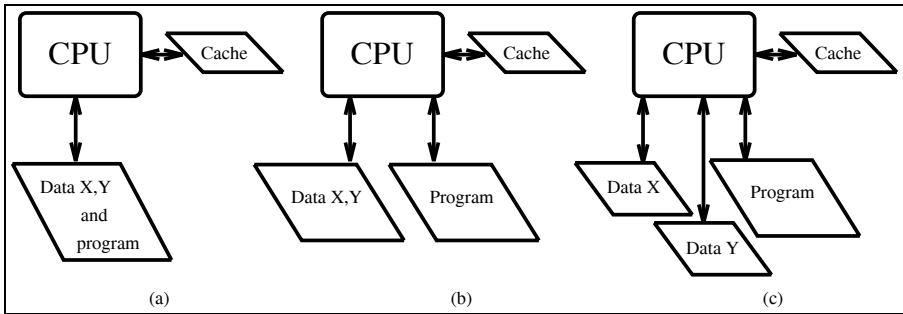 CPU
Cache
Data X,Y
and
program
(a)
CPU
Cache
Data X,Y
Program
(b)
CPU
Cache
Data X
Data Y
Program
(c)